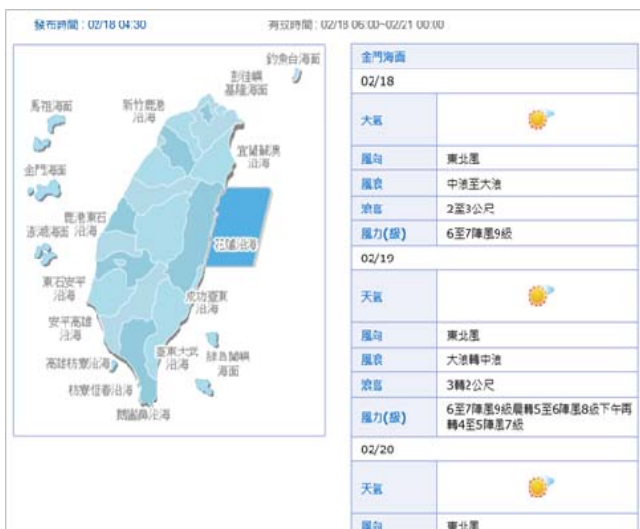 發布時間 : 02/18 04:30
有效時間 : 02/18 06:00~02/21 00:00
釣魚台海面
彭佳嶼
基隆海面
馬祖海面
新竹鹿港
沿海
宜蘭蘇澳
沿海
金門海面
鹿港東石
沿海
澎湖海面
花蓮沿海
東石安平
沿海
成功臺東
沿海
安平高雄
沿海
臺東大武
沿海
綠島蘭嶼
海面
高雄枋寮沿海
枋寮恆春沿海
鵝鑾鼻沿海
金門海面
02/18
天氣
風向 東北風
風浪 中浪至大浪
浪高 2至3公尺
風力(級) 6至7陣風9級
02/19
天氣
風向 東北風
風浪 大浪轉中浪
浪高 3轉2公尺
風力(級) 6至7陣風9級晨轉5至6陣風8級下午再
轉4至5陣風7級
02/20
天氣
風向 東北風